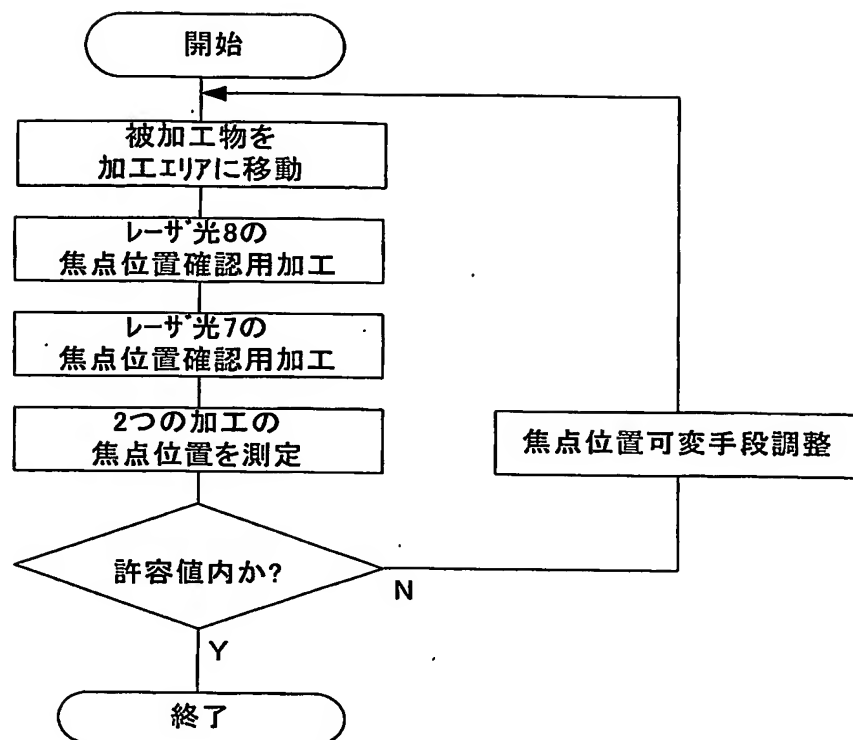 開始
被加工物を
加工エリアに移動
レーザ光8の
焦点位置確認用加工
レーザ光7の
焦点位置確認用加工
2つの加工の
焦点位置を測定
焦点位置可変手段調整
許容値内か?
N
Y
終了